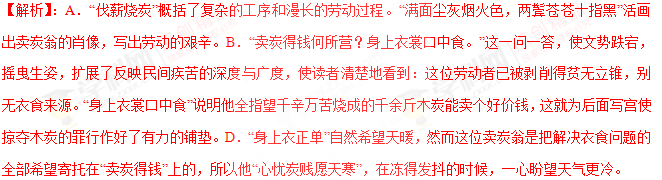 【解析】：A．“伐薪烧炭”概括了复杂的工序和漫长的劳动过程。“满面尘灰烟火色，两鬓苍苍十指黑”活画
出卖炭翁的肖像，写出劳动的艰辛。B．“卖炭得钱何所营？身上衣裳口中食。”这一问一答，使文势跌宕，
摇曳生姿，扩展了反映民间疾苦的深度与广度，使读者清楚地看到：这位劳动者已被剥削得贫无立锥，别
无衣食来源。“身上衣裳口中食”说明他全指望千辛万苦烧成的千余斤木炭能卖个好价钱，这就为后面写宫使
掠夺木炭的罪行作好了有力的铺垫。D．“身上衣正单”自然希望天暖，然而这位卖炭翁是把解决衣食问题的
全部希望寄托在“卖炭得钱”上的，所以他“心忧炭贱愿天寒”，在冻得发抖的时候，一心盼望天气更冷。